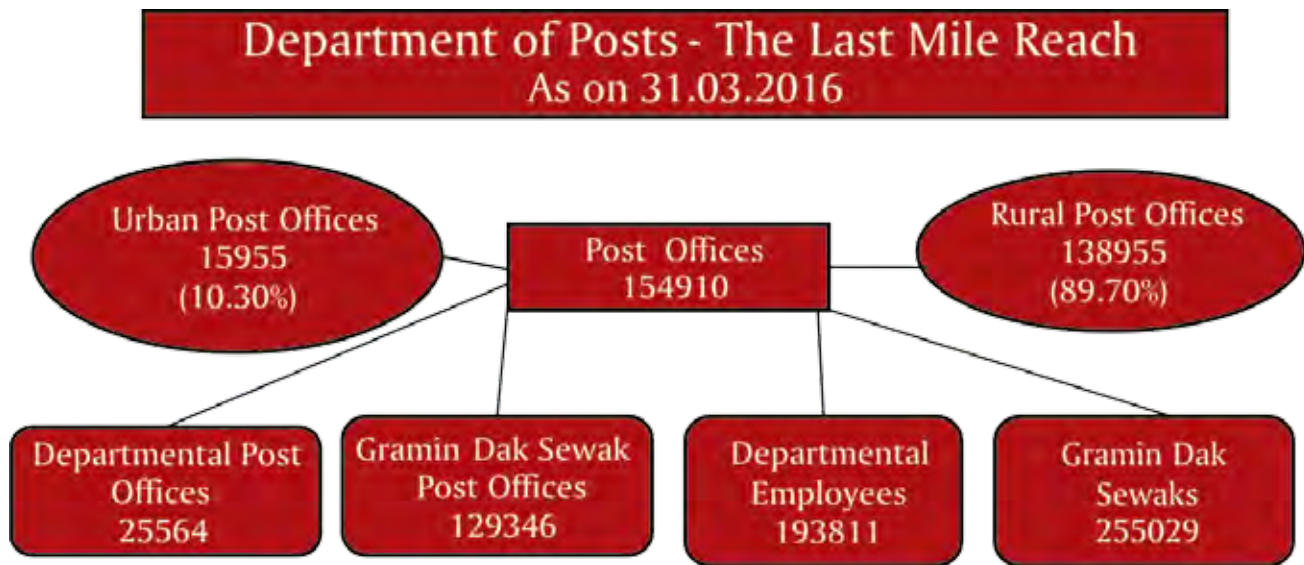 Department of Posts - The Last Mile Reach
As on 31.03.2016
Urban Post Offices
15955
(10.30%)
Post Offices
154910
Rural Post Offices
138955
(89.70%)
Departmental Post
Offices
25564
Gramin Dak Sewak
Post Offices
129346
Departmental
Employees
193811
Gramin Dak
Sewaks
255029